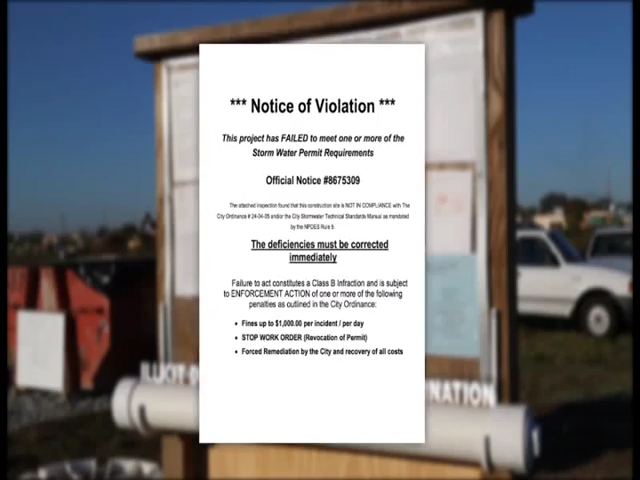 *** Notice of Violation ***
This project has FAILED to meet one or more of the
Storm Water Permit Requirements
Official Notice #8675309
The attached inspection found that this construction site is NOT IN COMPLIANCE with The
City Ordinance # 24-04-05 and/or the City Stormwater Technical Standards Manual as mandated
by the NPDES Rule 5.
The deficiencies must be corrected
immediately
Failure to act constitutes a Class B Infraction and is subject
to ENFORCEMENT ACTION of one or more of the following
penalties as outlined in the City Ordinance:
• Fines up to $1,000.00 per incident / per day
• STOP WORK ORDER (Revocation of Permit)
• Forced Remediation by the City and recovery of all costs
ILLICIT
NATION